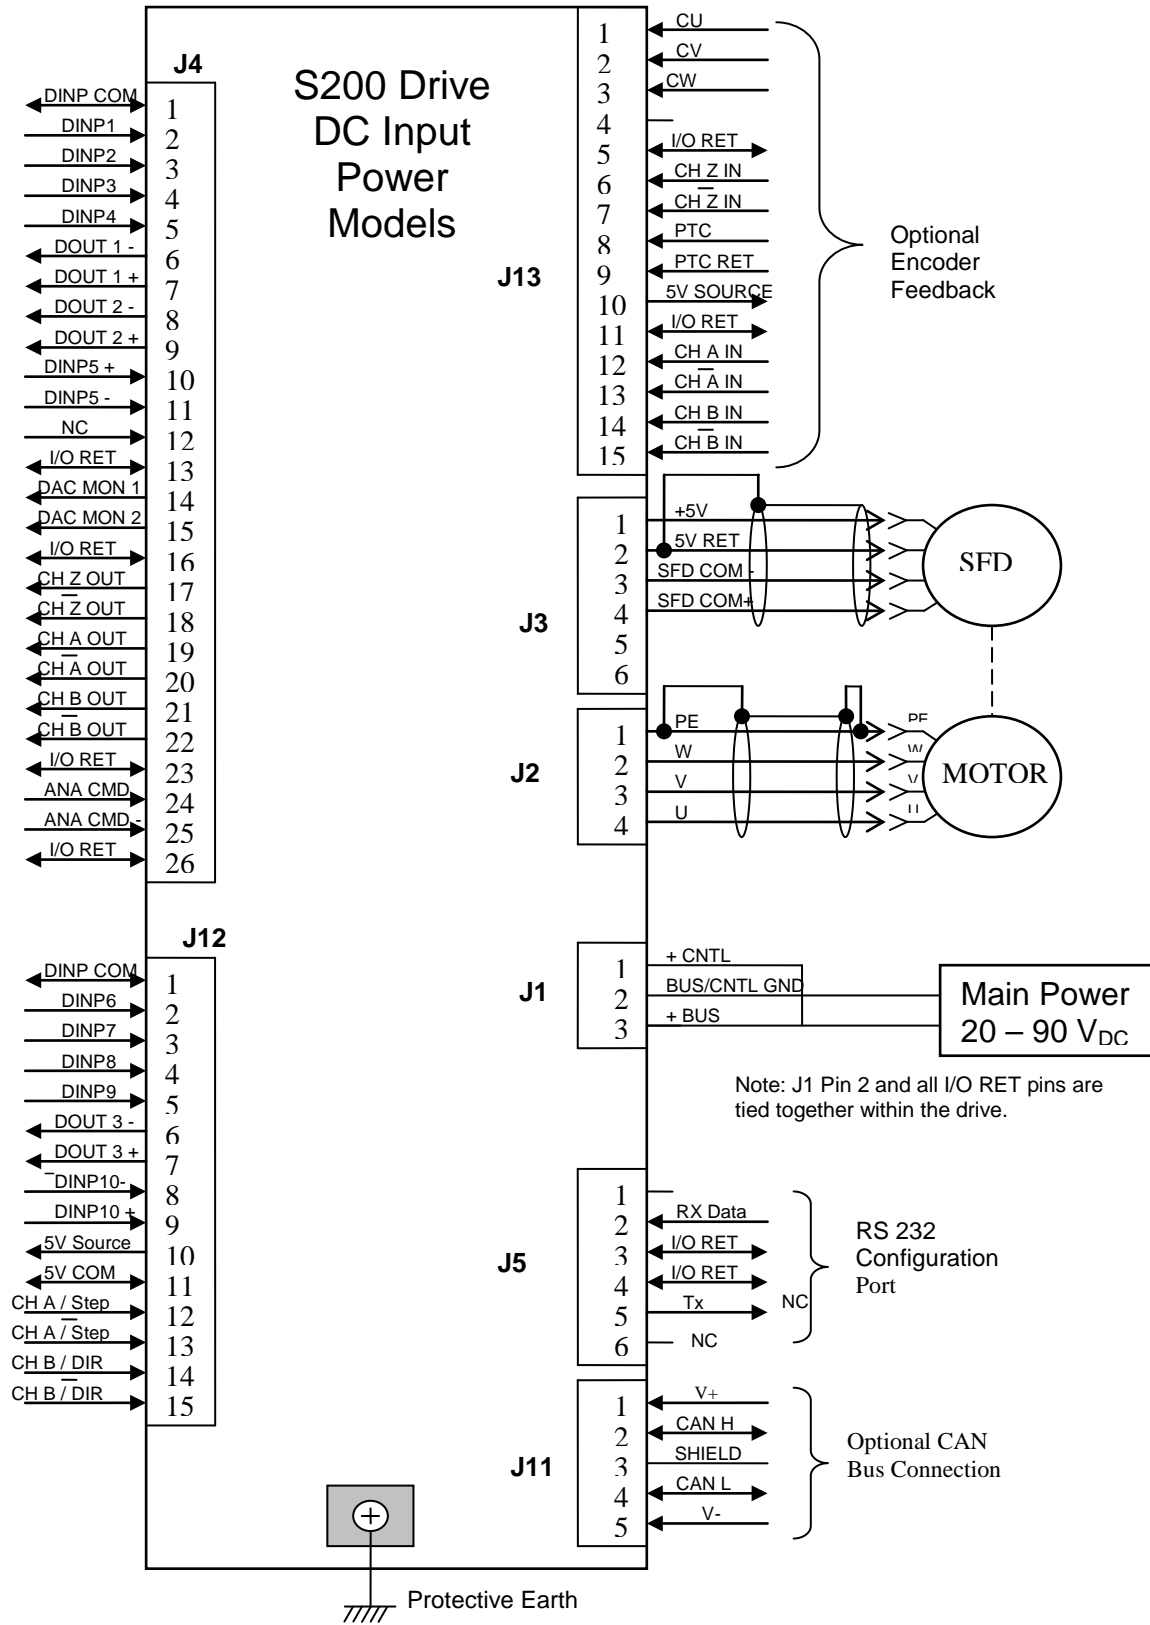 S200 Drive
DC Input
Power
Models
J4
DINP COM 1
DINP1 2
DINP2 3
DINP3 4
DINP4 5
DOUT 1 - 6
DOUT 1 + 7
DOUT 2 - 8
DOUT 2 + 9
DINP5 + 10
DINP5 - 11
NC 12
I/O RET 13
DAC MON 1 14
DAC MON 2 15
I/O RET 16
CH Z OUT 17
CH Z̅ OUT 18
CH A OUT 19
CH A̅ OUT 20
CH B OUT 21
CH B̅ OUT 22
I/O RET 23
ANA CMD 24
ANA CMD - 25
I/O RET 26
J12
DINP COM 1
DINP6 2
DINP7 3
DINP8 4
DINP9 5
DOUT 3 - 6
DOUT 3 + 7
DINP10- 8
DINP10 + 9
5V Source 10
5V COM 11
CH A / Step 12
CH A / S̅tep 13
CH B / DIR 14
CH B / D̅IR 15
J13
1 CU
2 CV
3 CW
4
5 I/O RET
6 CH Z IN
7 CH Z̅ IN
8 PTC
9 PTC RET
10 5V SOURCE
11 I/O RET
12 CH A IN
13 CH A̅ IN
14 CH B IN
15 CH B̅ IN
Optional
Encoder
Feedback
J3
1 +5V
2 5V RET
3 SFD COM -
4 SFD COM+
5
6
SFD
J2
1 PE PE
2 W W
3 V V
4 U U
MOTOR
J1
1 + CNTL
2 BUS/CNTL GND
3 + BUS
Main Power
20 – 90 VDC
Note: J1 Pin 2 and all I/O RET pins are
tied together within the drive.
J5
1
2 RX Data
3 I/O RET
4 I/O RET
5 Tx NC
6 NC
RS 232
Configuration
Port
J11
1 V+
2 CAN H
3 SHIELD
4 CAN L
5 V-
Optional CAN
Bus Connection
Protective Earth